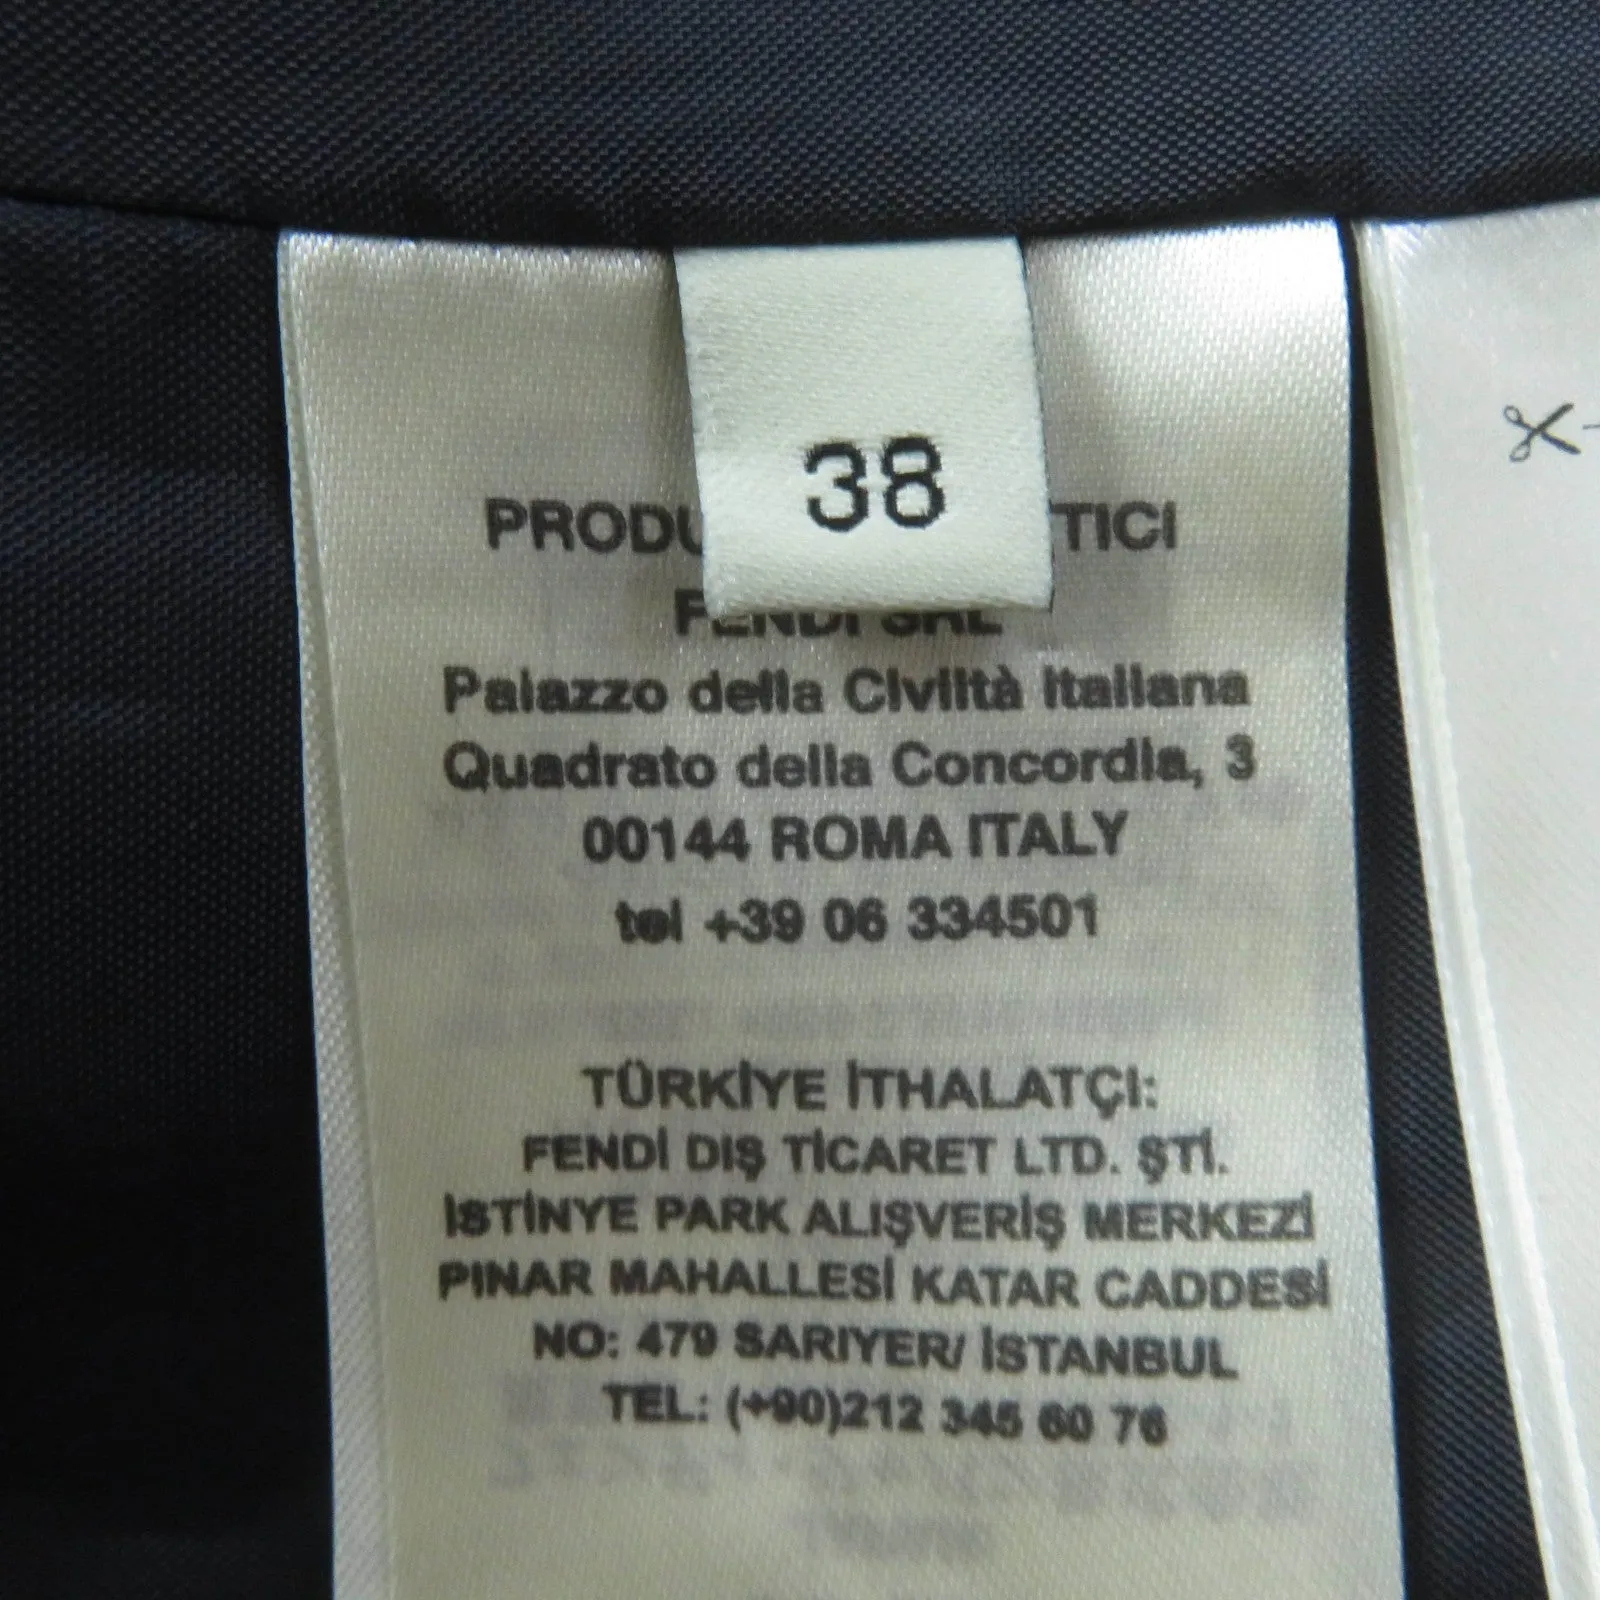 38
PRODU TICI
FENDI SRL
Palazzo della Civiltà Italiana
Quadrato della Concordia, 3
00144 ROMA ITALY
tel +39 06 334501
TÜRKİYE İTHALATÇI:
FENDİ DIŞ TİCARET LTD. ŞTİ.
İSTİNYE PARK ALIŞVERİŞ MERKEZİ
PINAR MAHALLESİ KATAR CADDESİ
NO: 479 SARIYER/ İSTANBUL
TEL: (+90)212 345 60 76